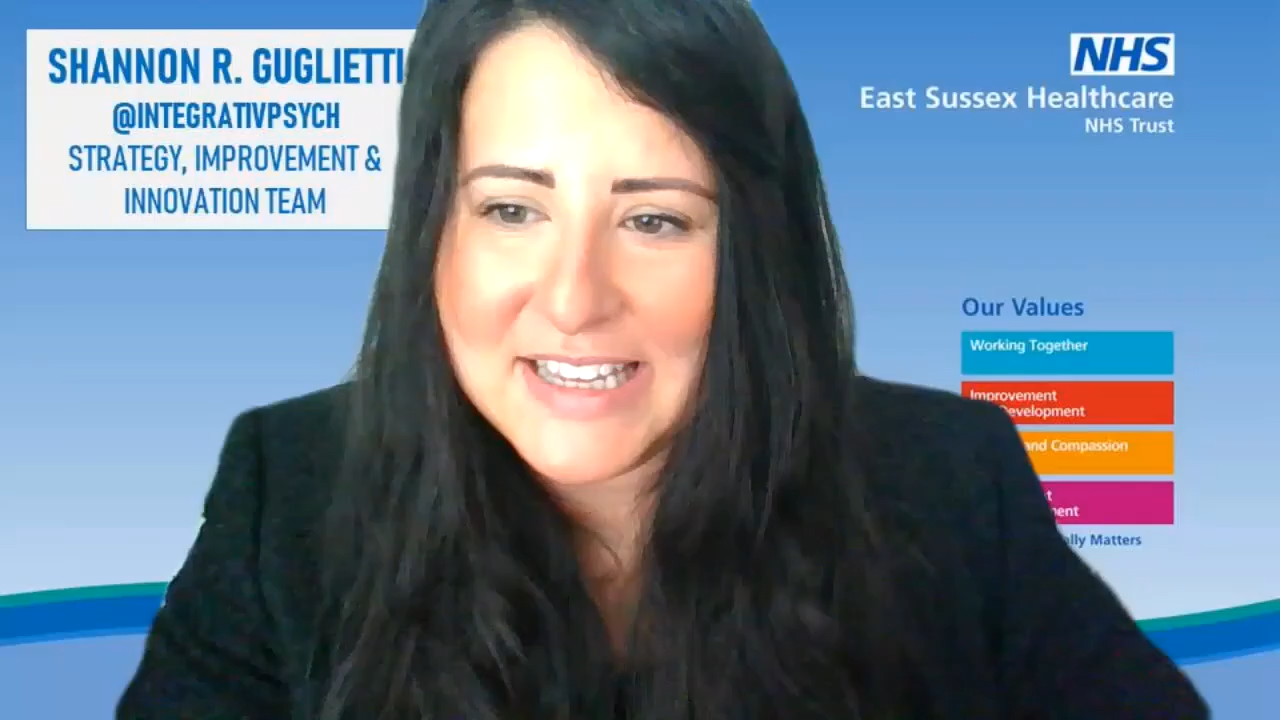 SHANNON R. GUGLIETTI
@INTEGRATIVPSYCH
STRATEGY, IMPROVEMENT &
INNOVATION TEAM
NHS
East Sussex Healthcare
NHS Trust
Our Values
Working Together
Improvement
Development
and Compassion
Matters